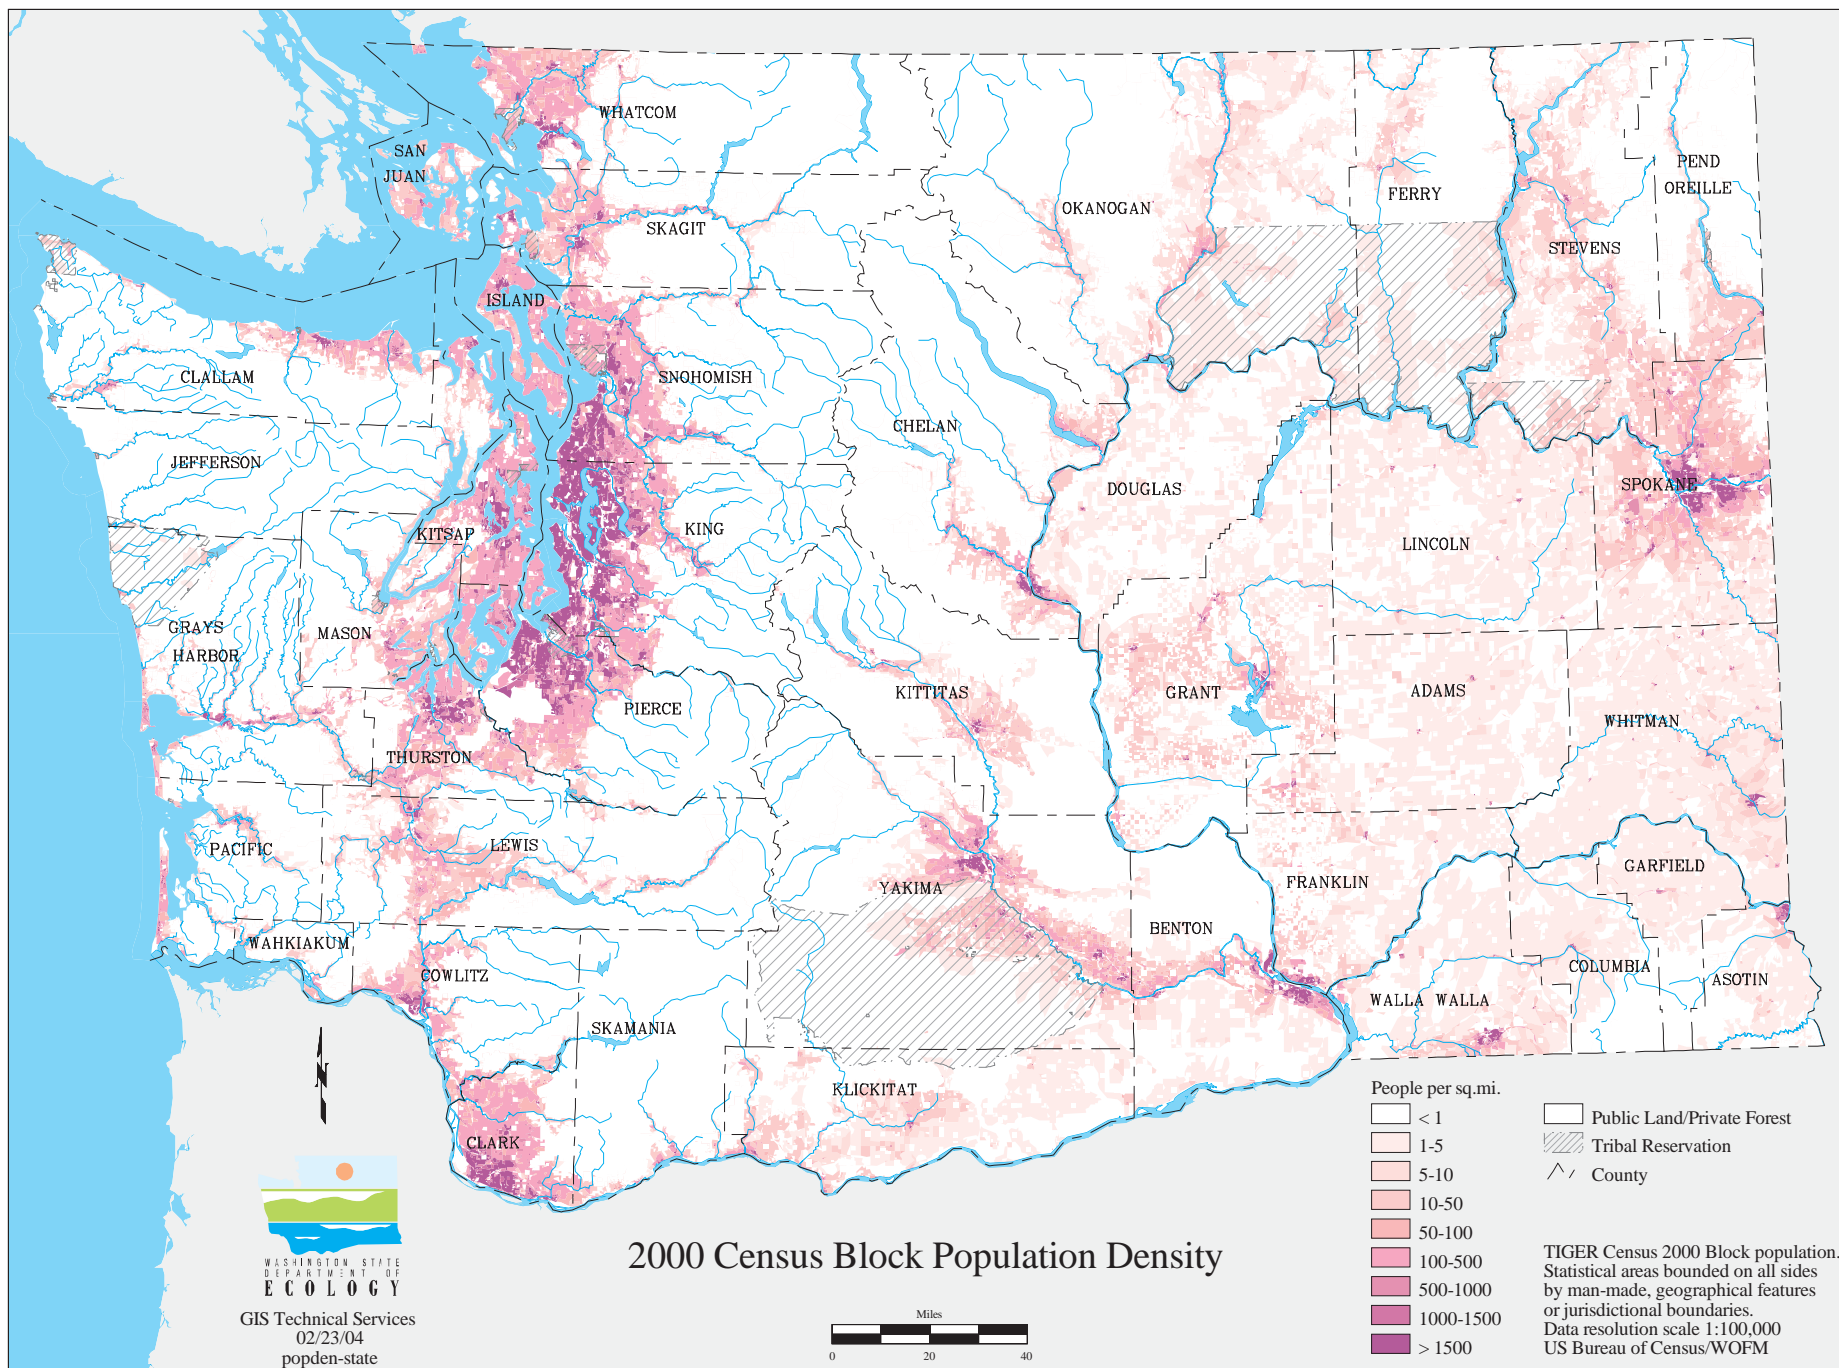 WHATCOM
SAN
JUAN
PEND
OREILLE
OKANOGAN
FERRY
SKAGIT
STEVENS
ISLAND
CLALLAM
SNOHOMISH
CHELAN
JEFFERSON
DOUGLAS
SPOKANE
KITSAP
KING
LINCOLN
GRAYS
HARBOR
MASON
KITTITAS
GRANT
ADAMS
PIERCE
WHITMAN
THURSTON
PACIFIC
LEWIS
GARFIELD
YAKIMA
FRANKLIN
BENTON
WAHKIAKUM
COWLITZ
COLUMBIA
ASOTIN
WALLA WALLA
SKAMANIA
KLICKITAT
CLARK
N
WASHINGTON STATE
DEPARTMENT OF
ECOLOGY
GIS Technical Services
02/23/04
popden-state
2000 Census Block Population Density
Miles
0 20 40
People per sq.mi.
< 1
1-5
5-10
10-50
50-100
100-500
500-1000
1000-1500
> 1500
Public Land/Private Forest
Tribal Reservation
County
TIGER Census 2000 Block population.
Statistical areas bounded on all sides
by man-made, geographical features
or jurisdictional boundaries.
Data resolution scale 1:100,000
US Bureau of Census/WOFM